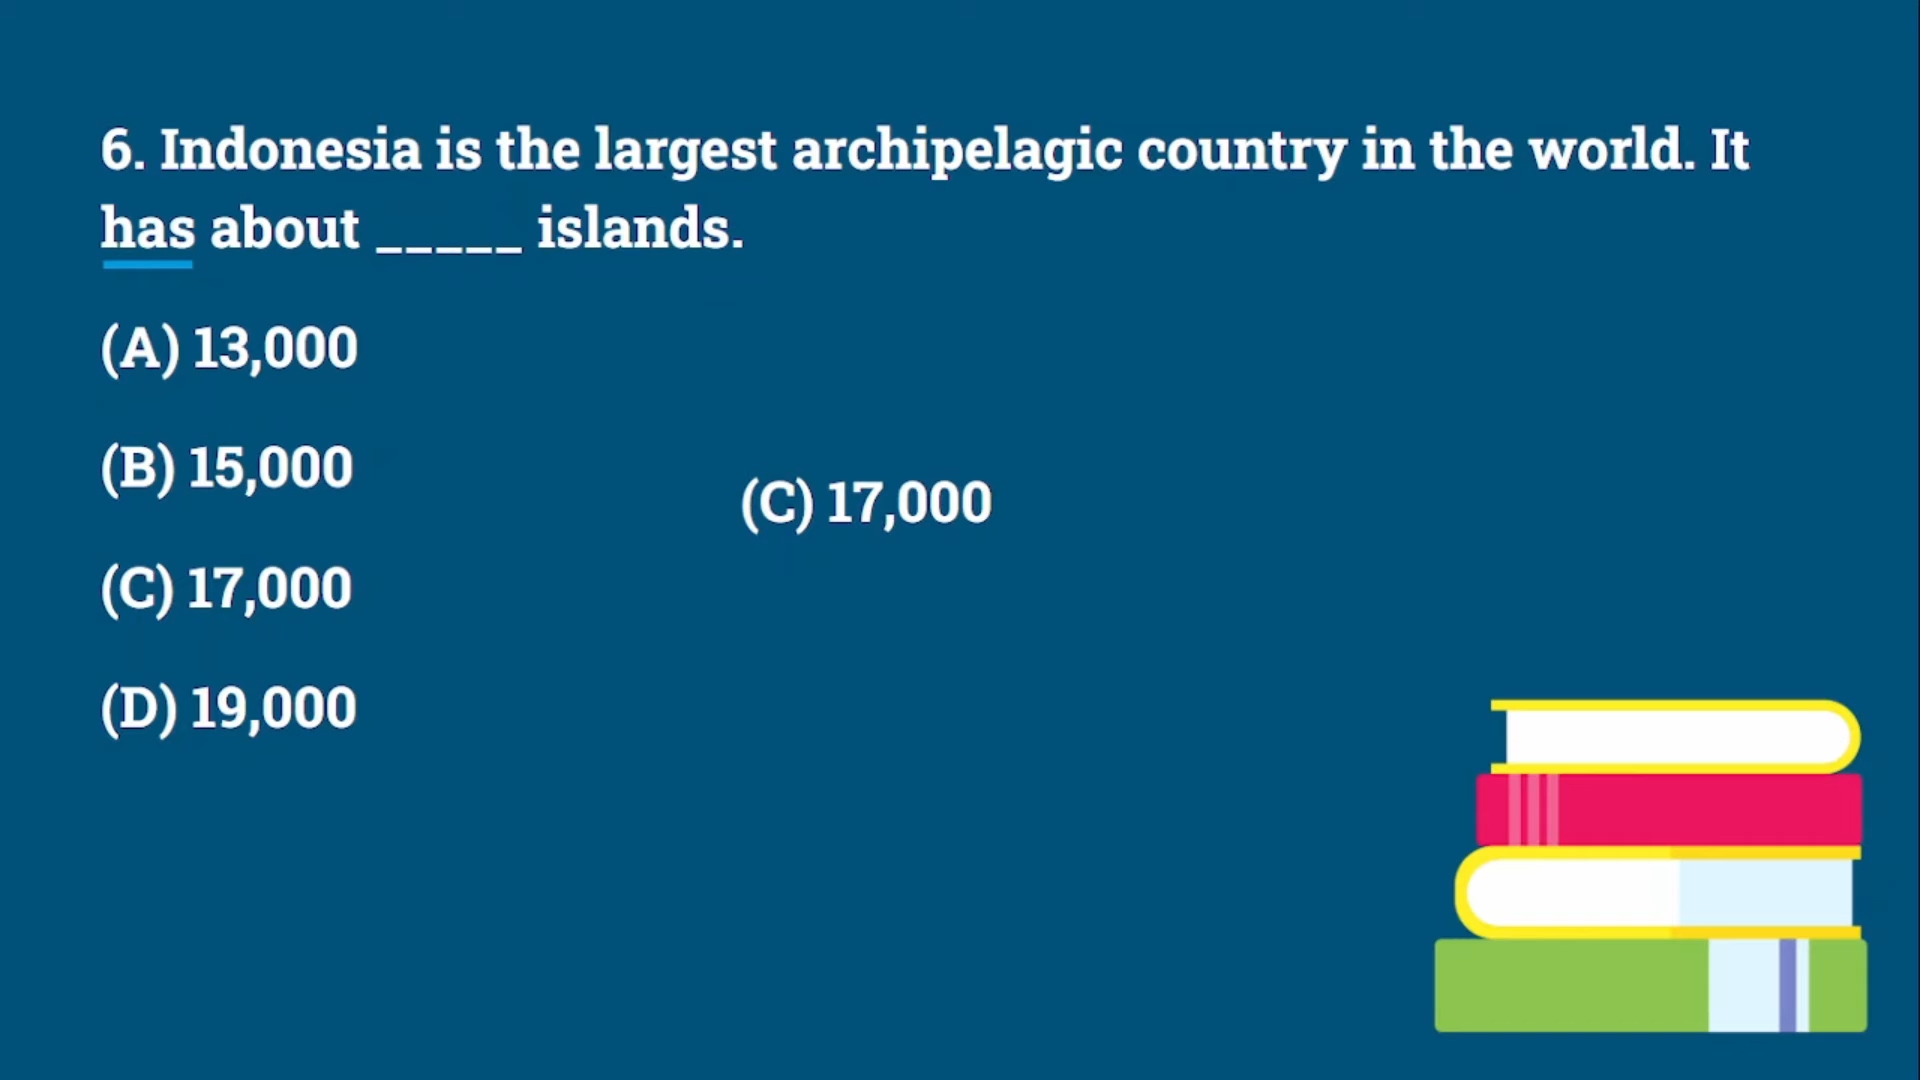 6. Indonesia is the largest archipelagic country in the world. It
has about _____ islands.
(A) 13,000
(B) 15,000
(C) 17,000
(C) 17,000
(D) 19,000